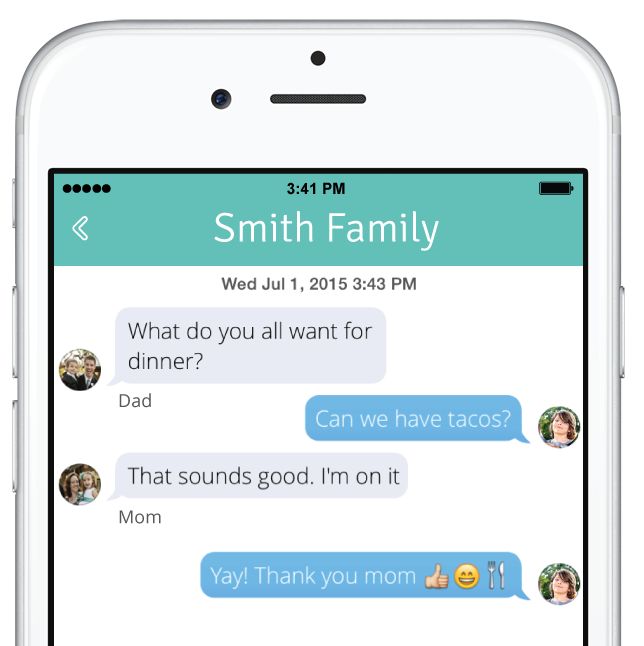 3:41 PM
Smith Family
Wed Jul 1, 2015 3:43 PM
What do you all want for
dinner?
Dad
Can we have tacos?
That sounds good. I'm on it
Mom
Yay! Thank you mom 👍🏼😄🍴